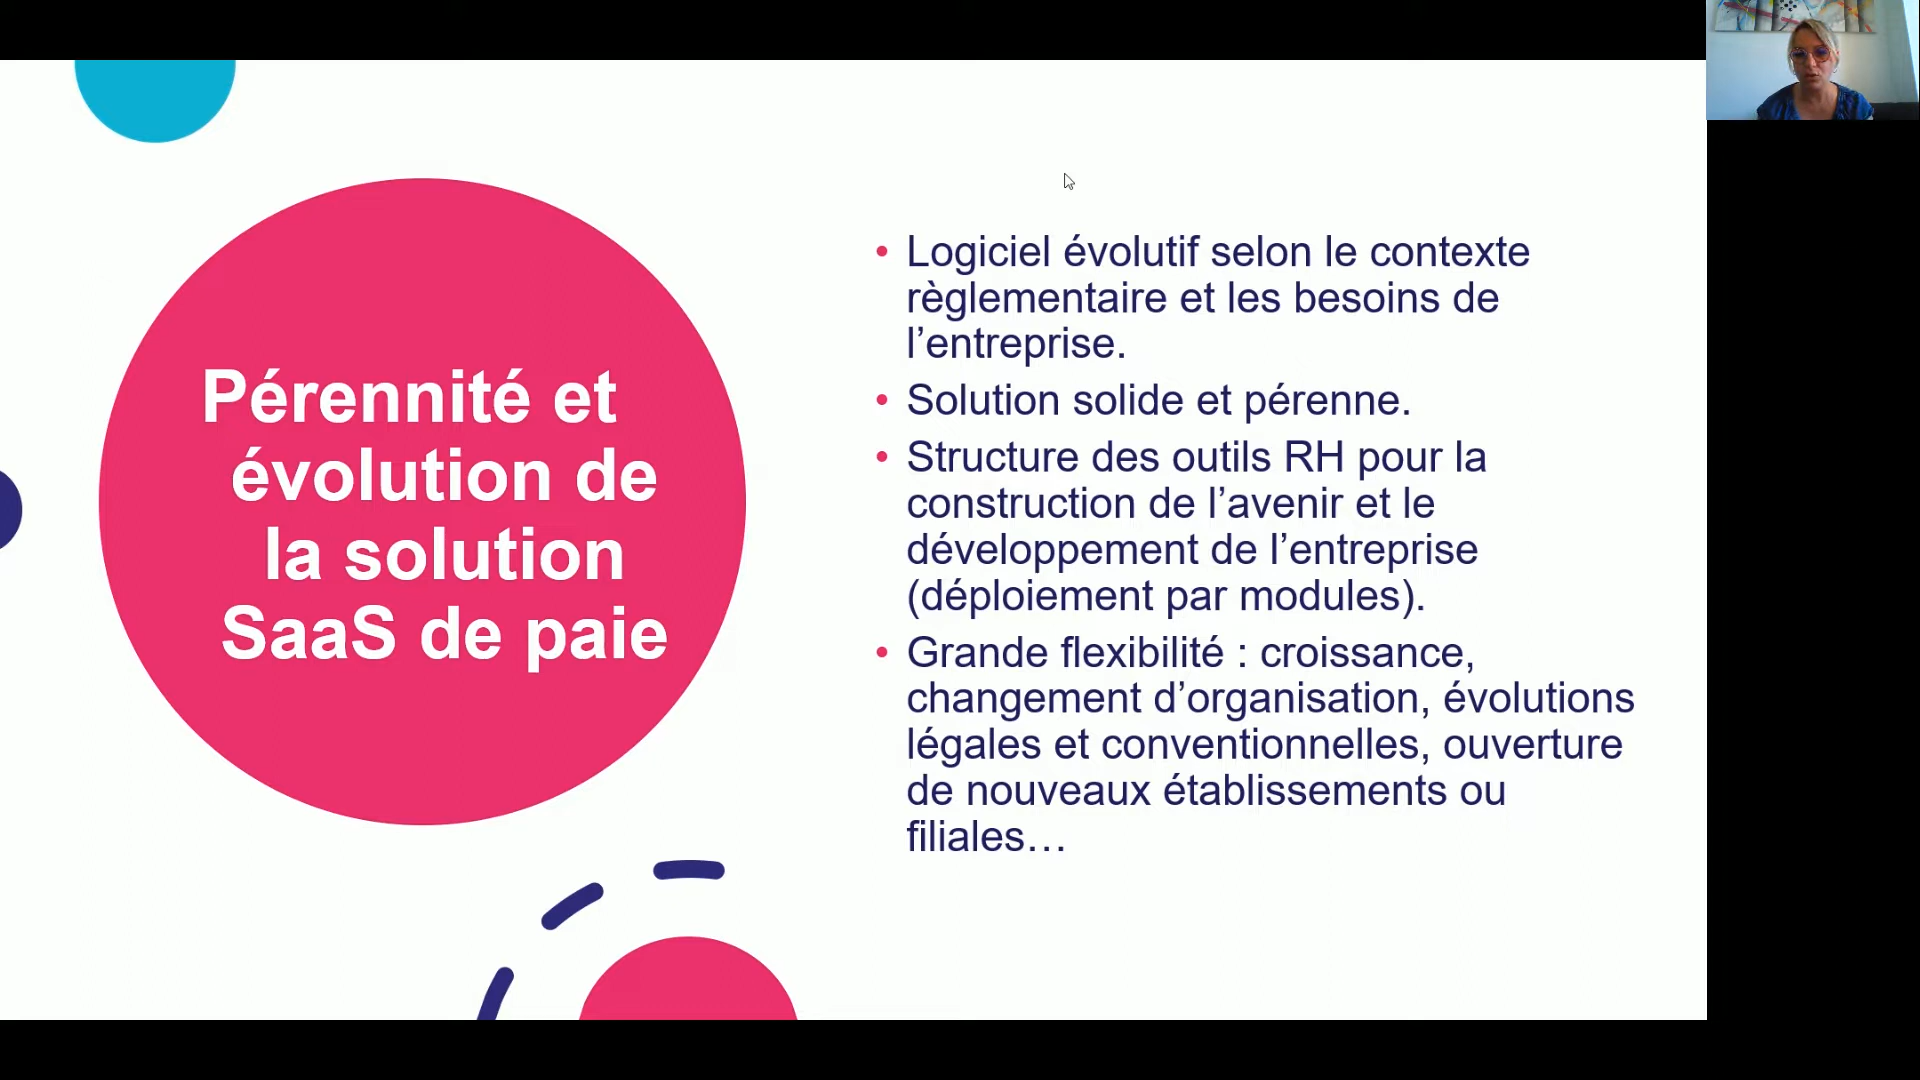 Pérennité et
évolution de
la solution
SaaS de paie
• Logiciel évolutif selon le contexte
règlementaire et les besoins de
l’entreprise.
• Solution solide et pérenne.
• Structure des outils RH pour la
construction de l’avenir et le
développement de l’entreprise
(déploiement par modules).
• Grande flexibilité : croissance,
changement d’organisation, évolutions
légales et conventionnelles, ouverture
de nouveaux établissements ou
filiales…